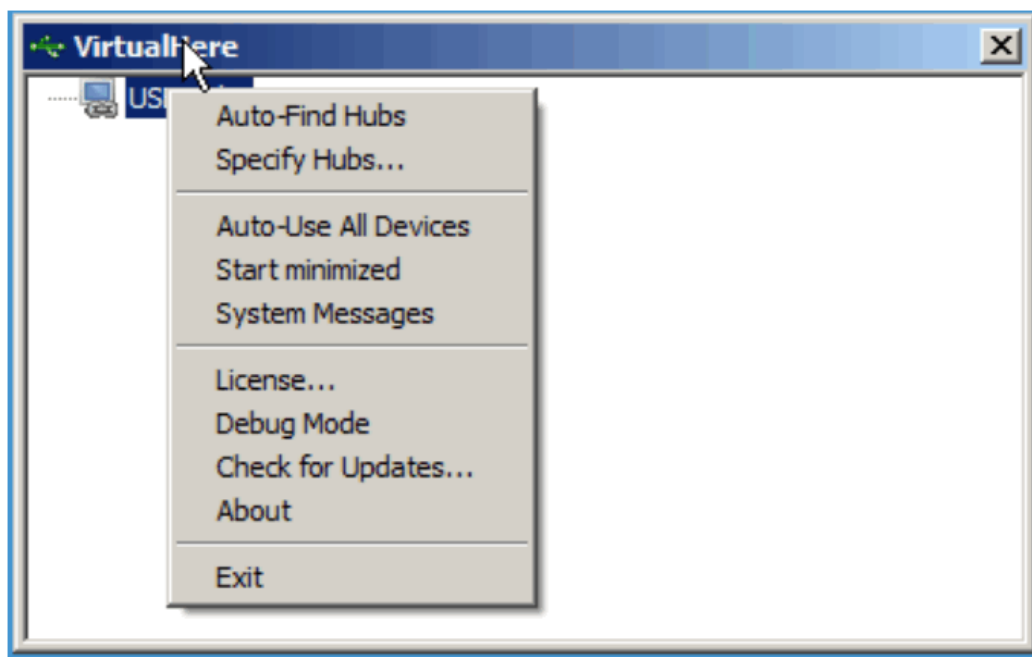 VirtualHere
Auto-Find Hubs
Specify Hubs...
Auto-Use All Devices
Start minimized
System Messages
License...
Debug Mode
Check for Updates...
About
Exit